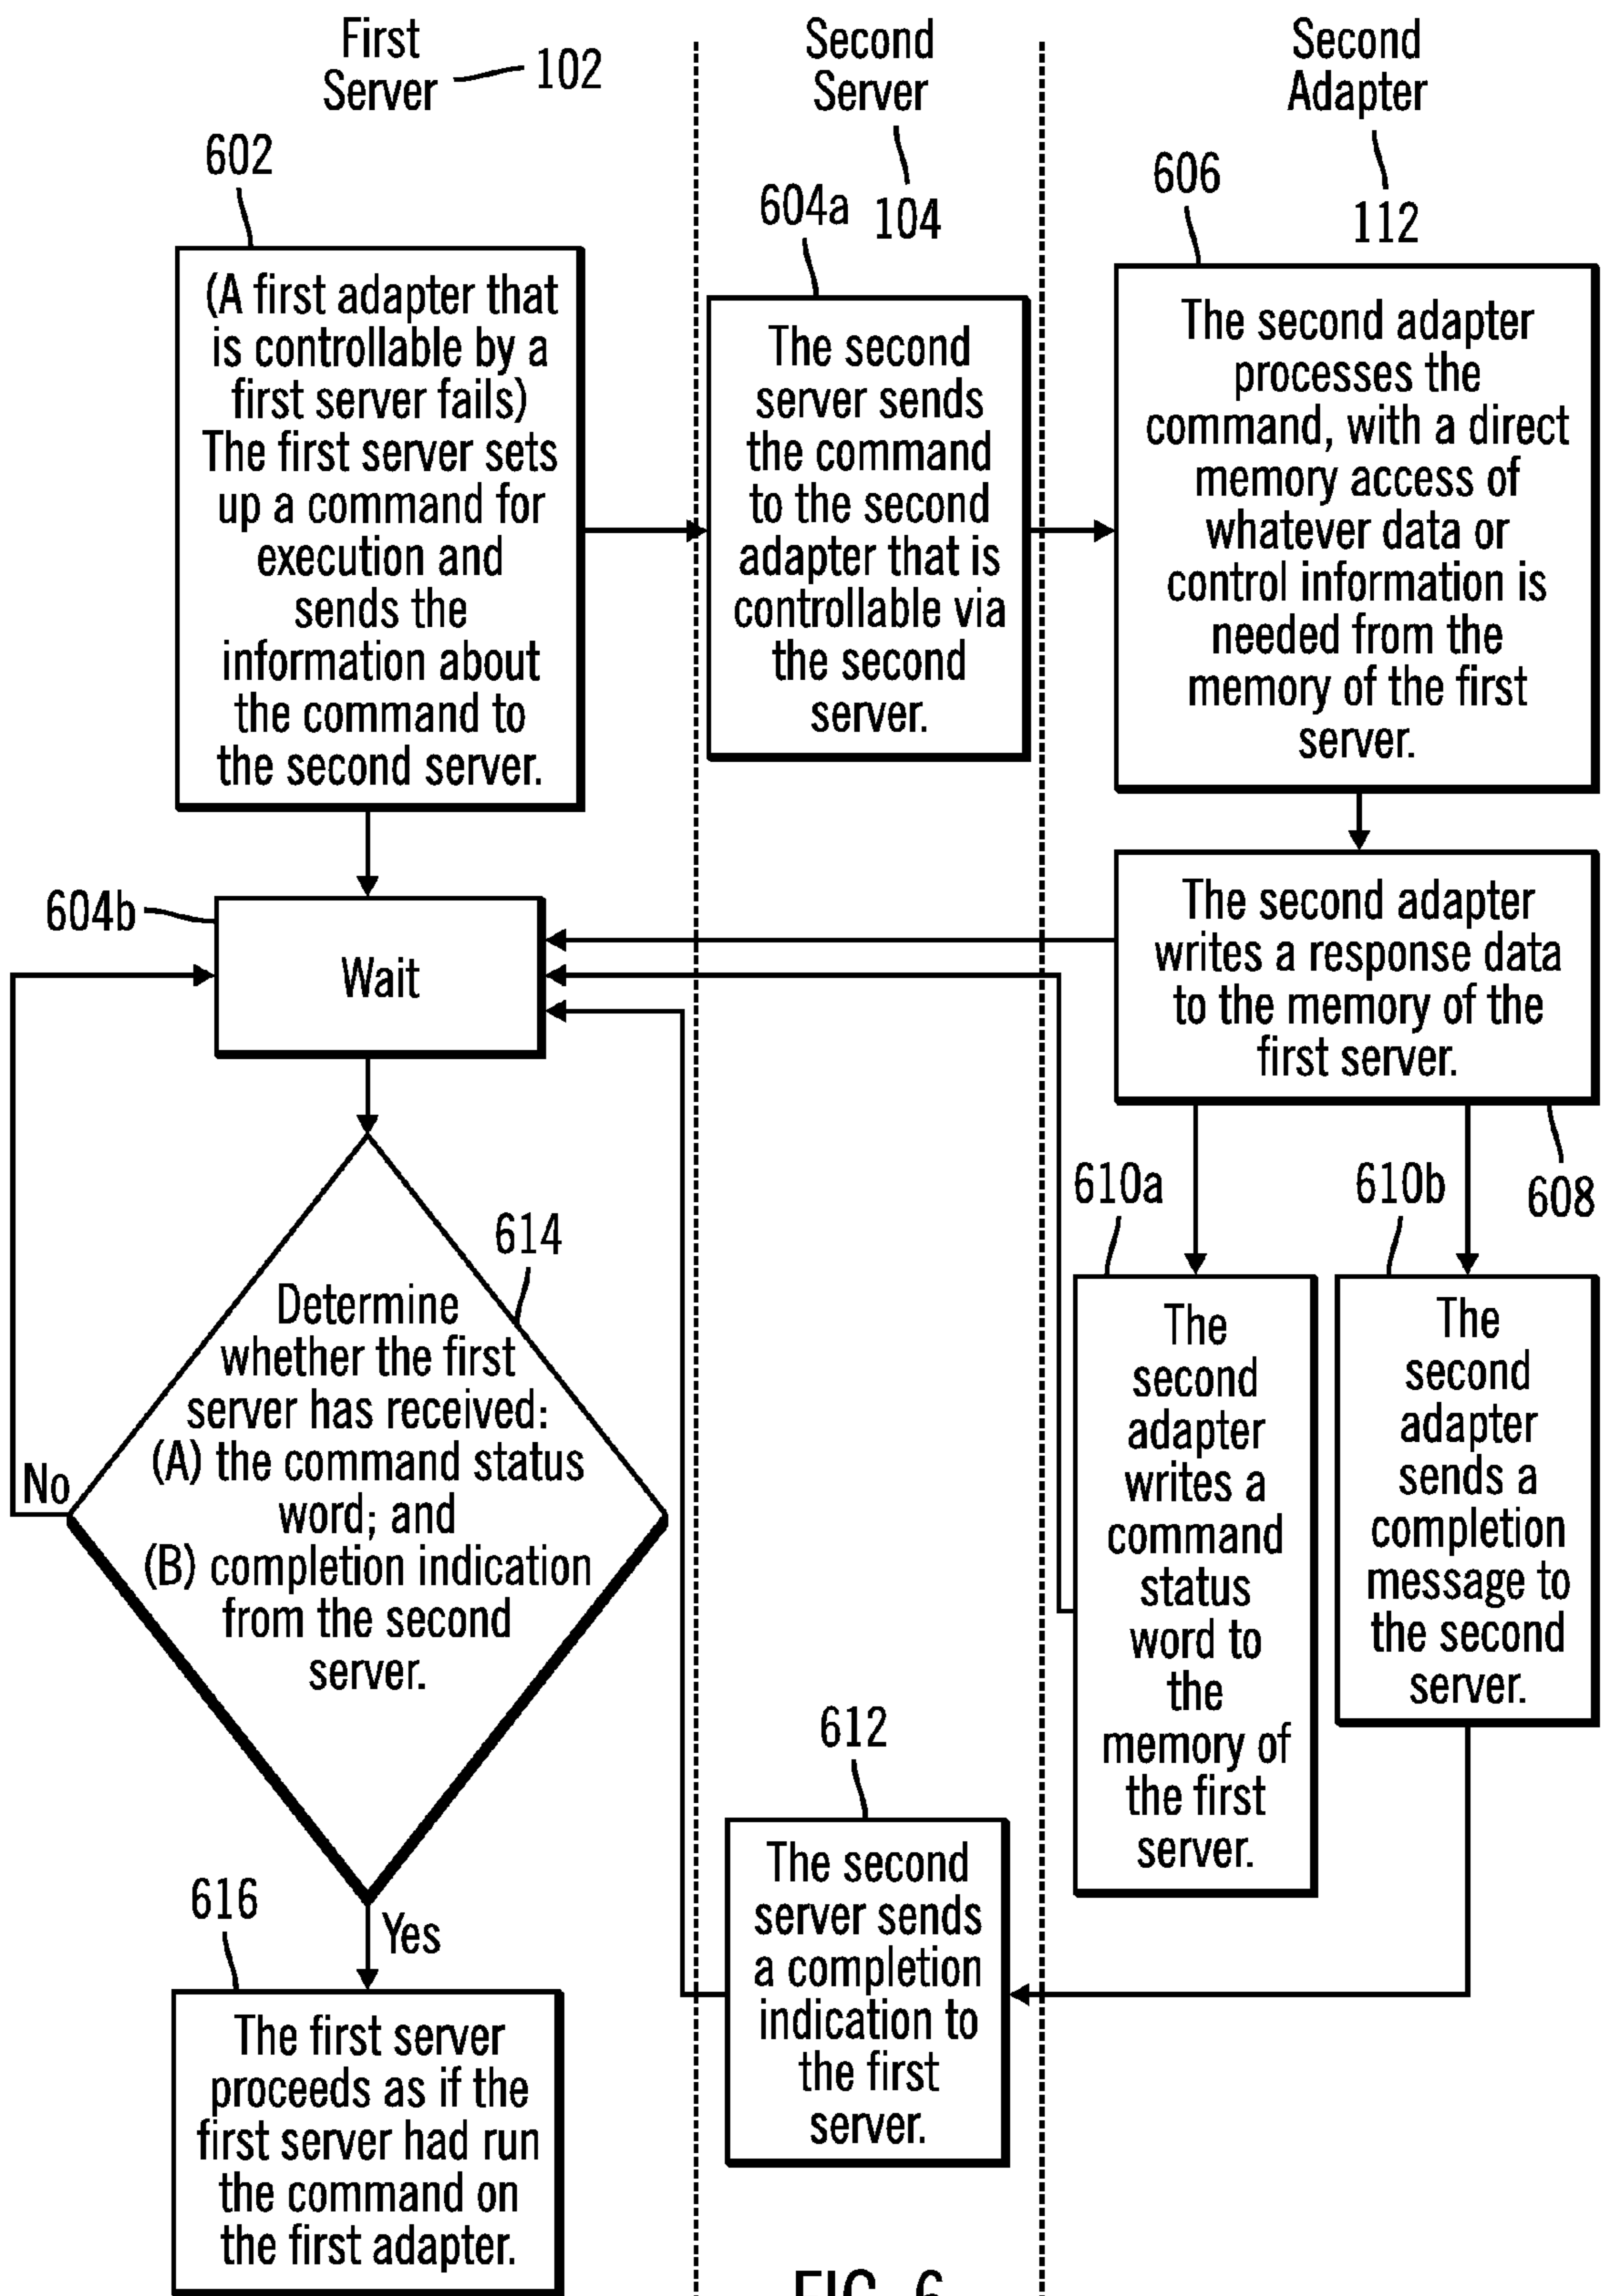 First
Server
102
Second
Server
104
Second
Adapter
112
602
(A first adapter that
is controllable by a
first server fails)
The first server sets
up a command for
execution and
sends the
information about
the command to
the second server.
604a
The second
server sends
the command
to the second
adapter that is
controllable via
the second
server.
606
The second adapter
processes the
command, with a direct
memory access of
whatever data or
control information is
needed from the
memory of the first
server.
604b
Wait
The second adapter
writes a response data
to the memory of the
first server.
608
614
Determine
whether the first
server has received:
(A) the command status
word; and
(B) completion indication
from the second
server.
No
Yes
610a
The
second
adapter
writes a
command
status
word to
the
memory of
the first
server.
610b
The
second
adapter
sends a
completion
message to
the second
server.
612
The second
server sends
a completion
indication to
the first
server.
616
The first server
proceeds as if the
first server had run
the command on
the first adapter.
FIG. 6